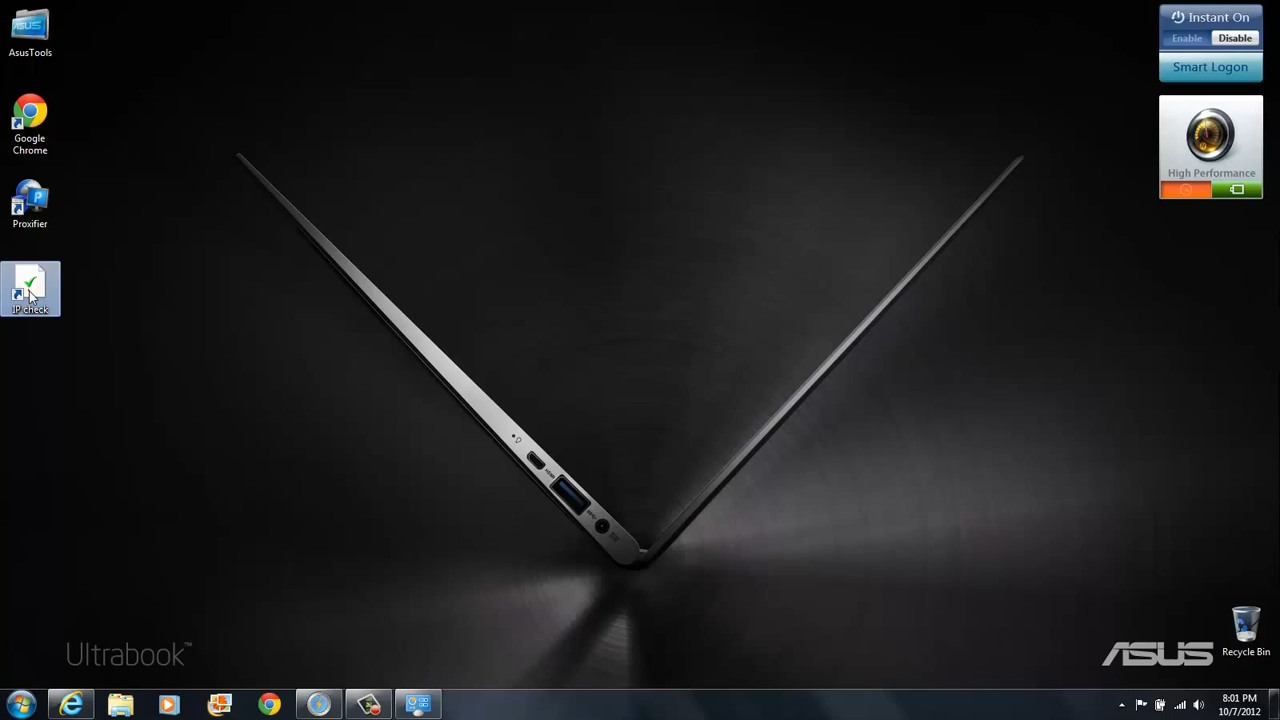 AsusTools
Google
Chrome
Proxifier
IP check
Instant On
Enable Disable
Smart Logon
High Performance
Ultrabook™
ASUS
Recycle Bin
8:01 PM
10/7/2012